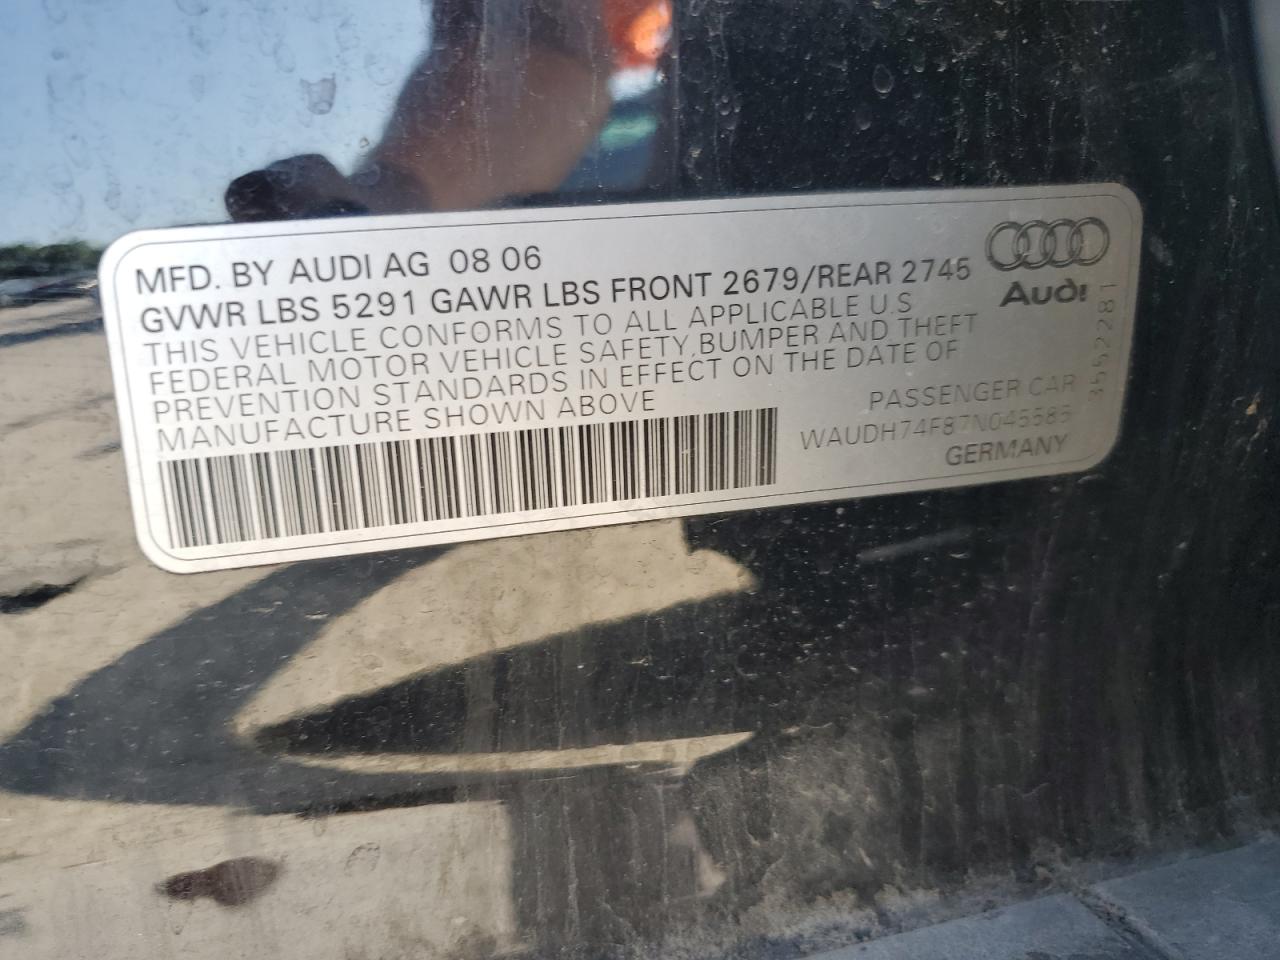 MFD. BY AUDI AG 08 06
GVWR LBS 5291 GAWR LBS FRONT 2679/REAR 2745
THIS VEHICLE CONFORMS TO ALL APPLICABLE U.S
FEDERAL MOTOR VEHICLE SAFETY,BUMPER AND THEFT
PREVENTION STANDARDS IN EFFECT ON THE DATE OF
MANUFACTURE SHOWN ABOVE
Audi
3552281
PASSENGER CAR
WAUDH74F87N045585
GERMANY